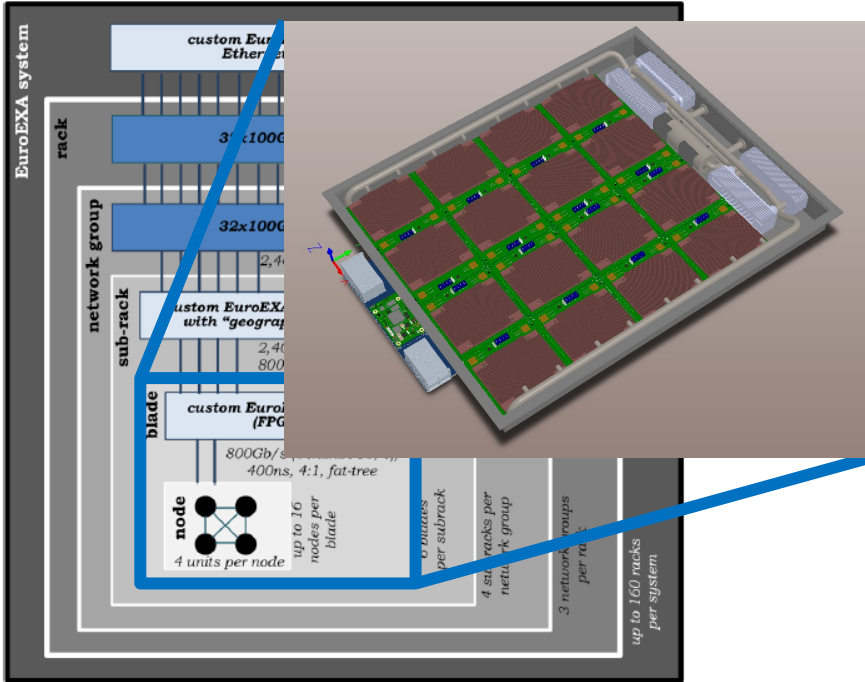 EuroEXA system
custom Eur
Etherne
rack
32x100G
network group
32x100G
2,4
sub-rack
custom EuroEXA
with "geograp
2,40
800
blade
custom Eurol
(FPG
800Gb/s
400ns, 4:1, fat-tree
node
4 units per node
up to 16
nodes per
blade
6 blades
per subrack
4 subracks per
network group
3 network groups
per rack
up to 160 racks
per system
Z
X